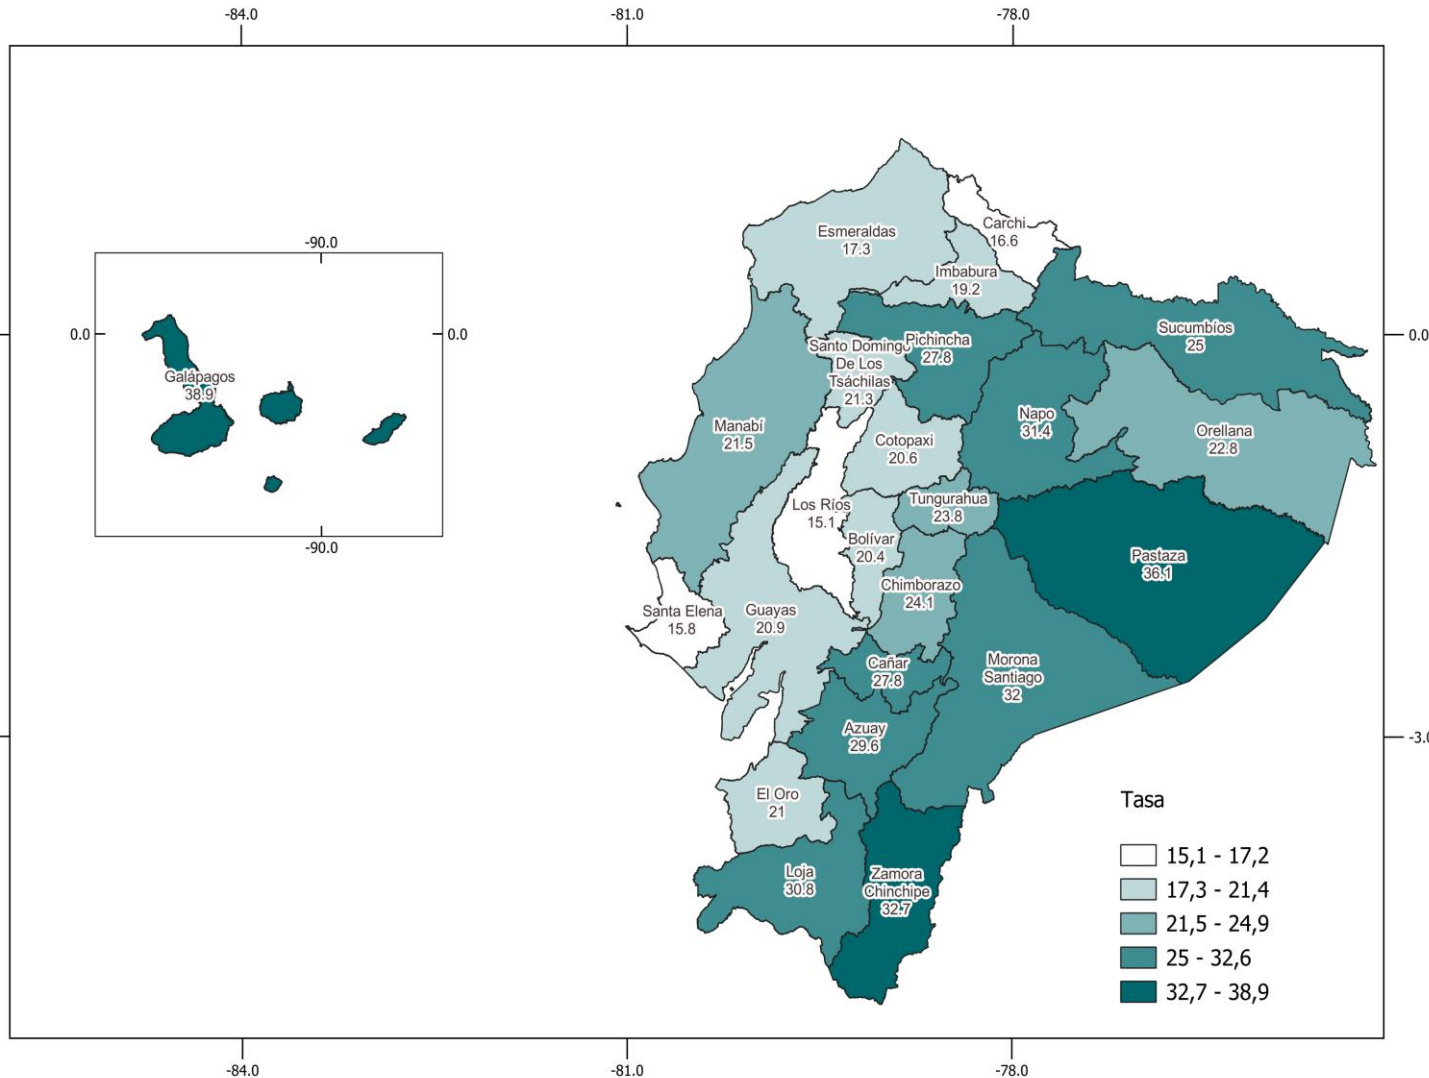 -84.0
-81.0
-78.0
-90.0
0.0
0.0
Galápagos
38.9
-90.0
Esmeraldas
17.3
Carchi
16.6
Imbabura
19.2
Sucumbíos
25
0.0
Pichincha
27.8
Santo Domingo
De Los
Tsáchilas
21.3
Manabí
21.5
Cotopaxi
20.6
Napo
31.4
Orellana
22.8
Los Ríos
15.1
Tungurahua
23.8
Bolívar
20.4
Pastaza
36.1
Chimborazo
24.1
Santa Elena
15.8
Guayas
20.9
Cañar
27.8
Morona
Santiago
32
Azuay
29.6
-3.0
El Oro
21
Loja
30.8
Zamora
Chinchipe
32.7
Tasa
15,1 - 17,2
17,3 - 21,4
21,5 - 24,9
25 - 32,6
32,7 - 38,9
-84.0
-81.0
-78.0